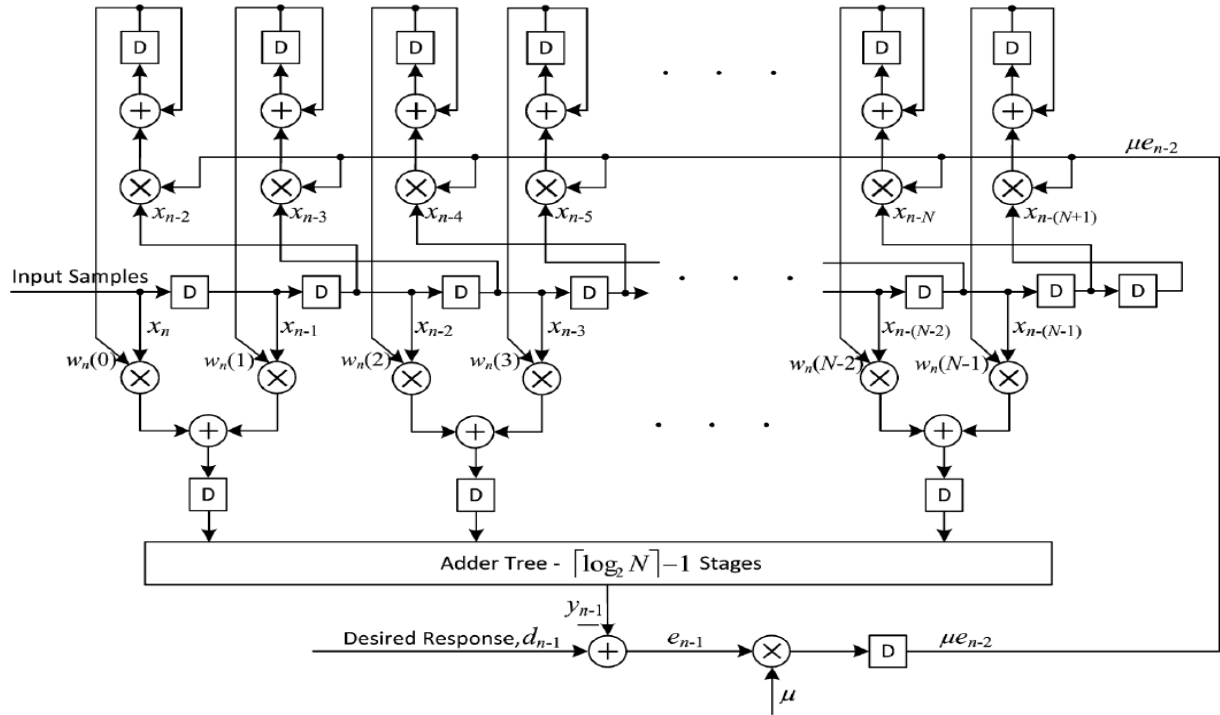 D D D D D D
+ + + + + +
μe_{n-2}
× × × × × ×
x_{n-2} x_{n-3} x_{n-4} x_{n-5} x_{n-N} x_{n-(N+1)}
Input Samples D D D D D D D
x_n x_{n-1} x_{n-2} x_{n-3} x_{n-(N-2)} x_{n-(N-1)}
w_n(0) w_n(1) w_n(2) w_n(3) w_n(N-2) w_n(N-1)
× × × × × ×
+ + +
D D D
Adder Tree - ⌈log₂ N⌉-1 Stages
y_{n-1}
−
Desired Response, d_{n-1} + e_{n-1} × D μe_{n-2}
μ